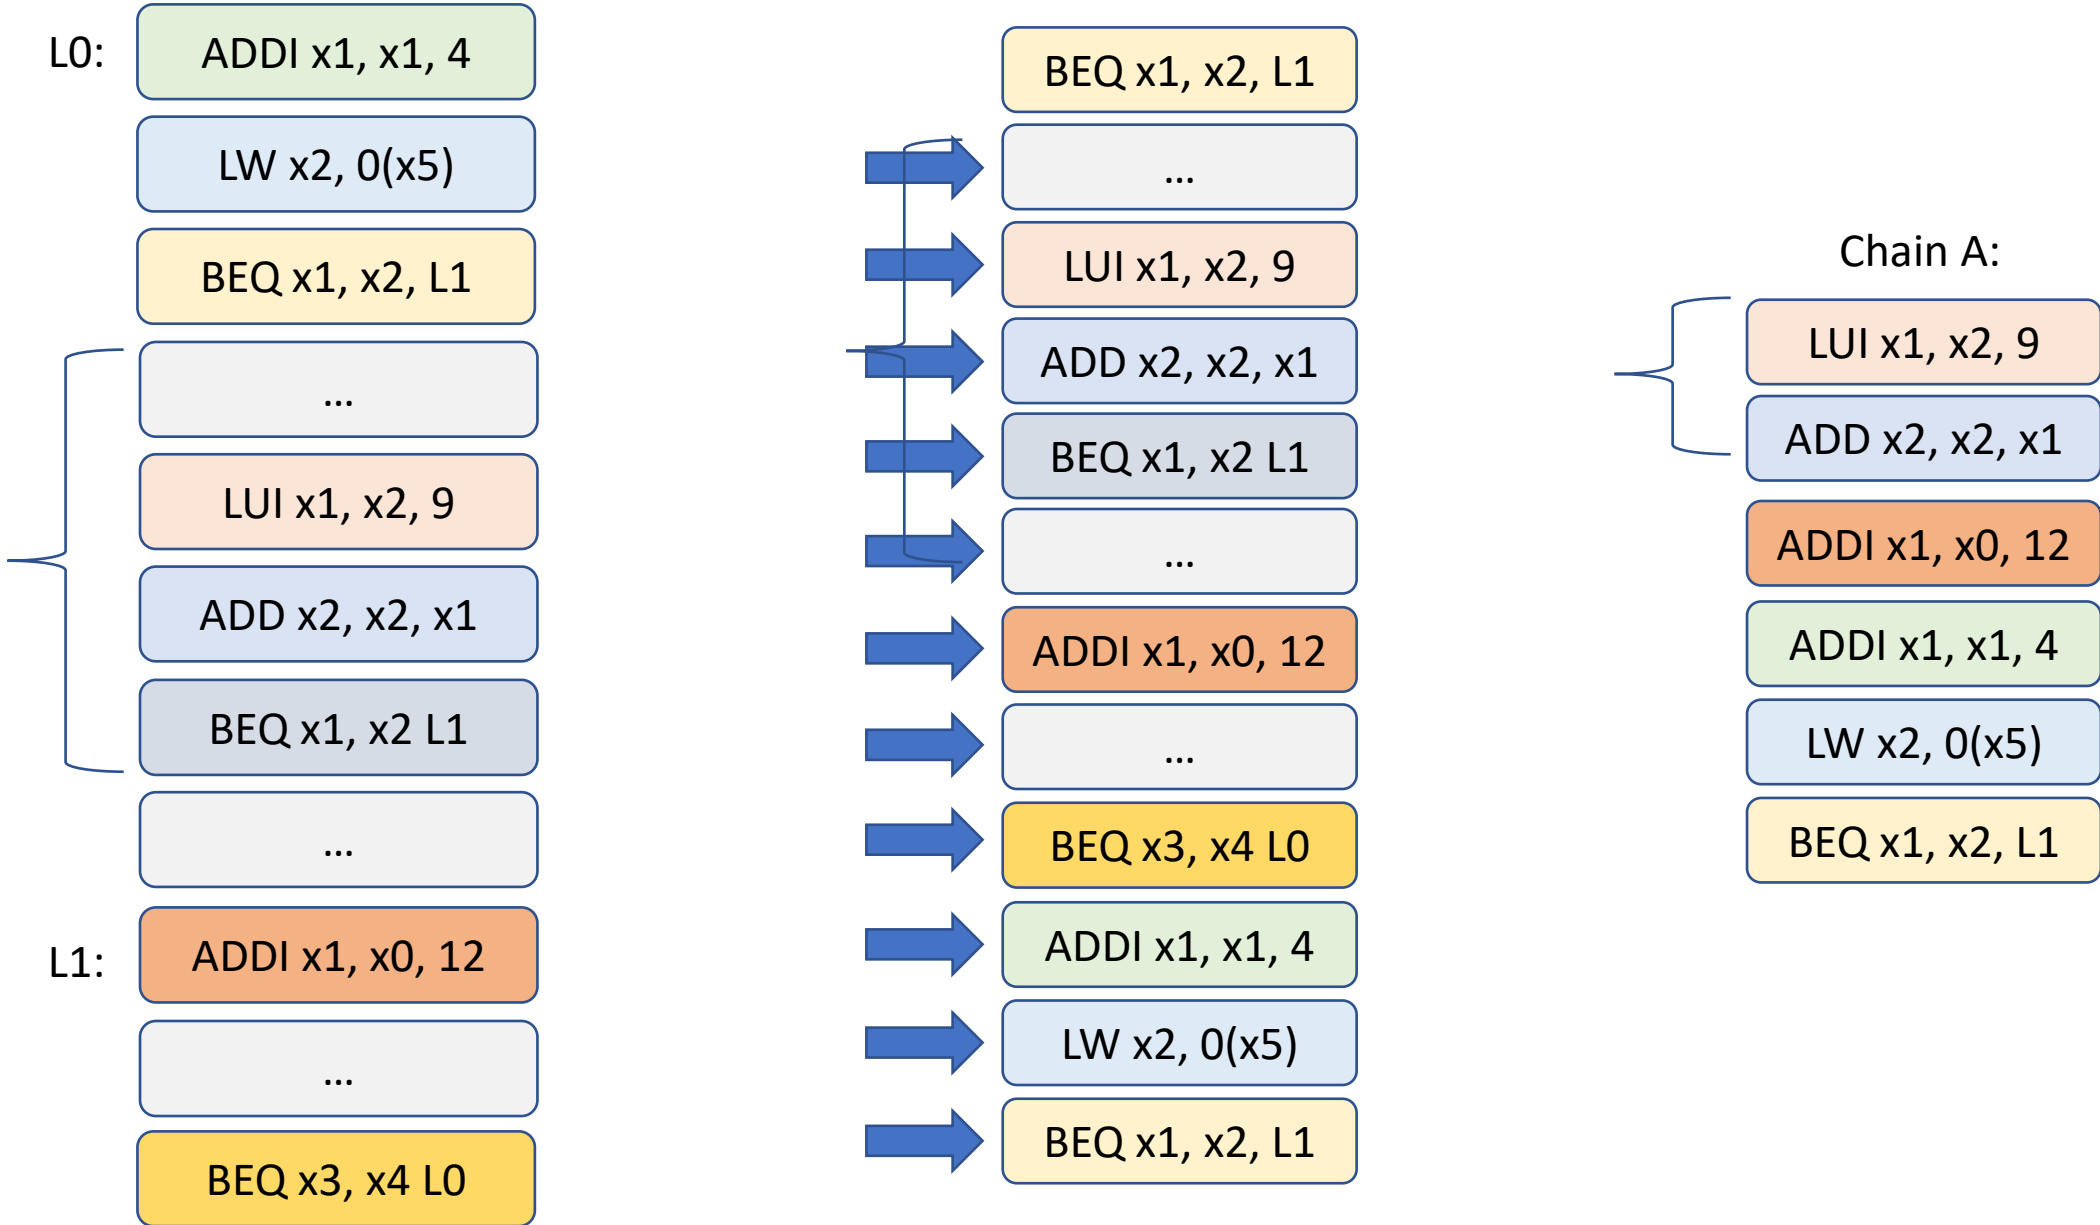 L0:
ADDI x1, x1, 4
LW x2, 0(x5)
BEQ x1, x2, L1
...
LUI x1, x2, 9
ADD x2, x2, x1
BEQ x1, x2 L1
...
L1:
ADDI x1, x0, 12
...
BEQ x3, x4 L0
BEQ x1, x2, L1
...
LUI x1, x2, 9
ADD x2, x2, x1
BEQ x1, x2 L1
...
ADDI x1, x0, 12
...
BEQ x3, x4 L0
ADDI x1, x1, 4
LW x2, 0(x5)
BEQ x1, x2, L1
Chain A:
LUI x1, x2, 9
ADD x2, x2, x1
ADDI x1, x0, 12
ADDI x1, x1, 4
LW x2, 0(x5)
BEQ x1, x2, L1